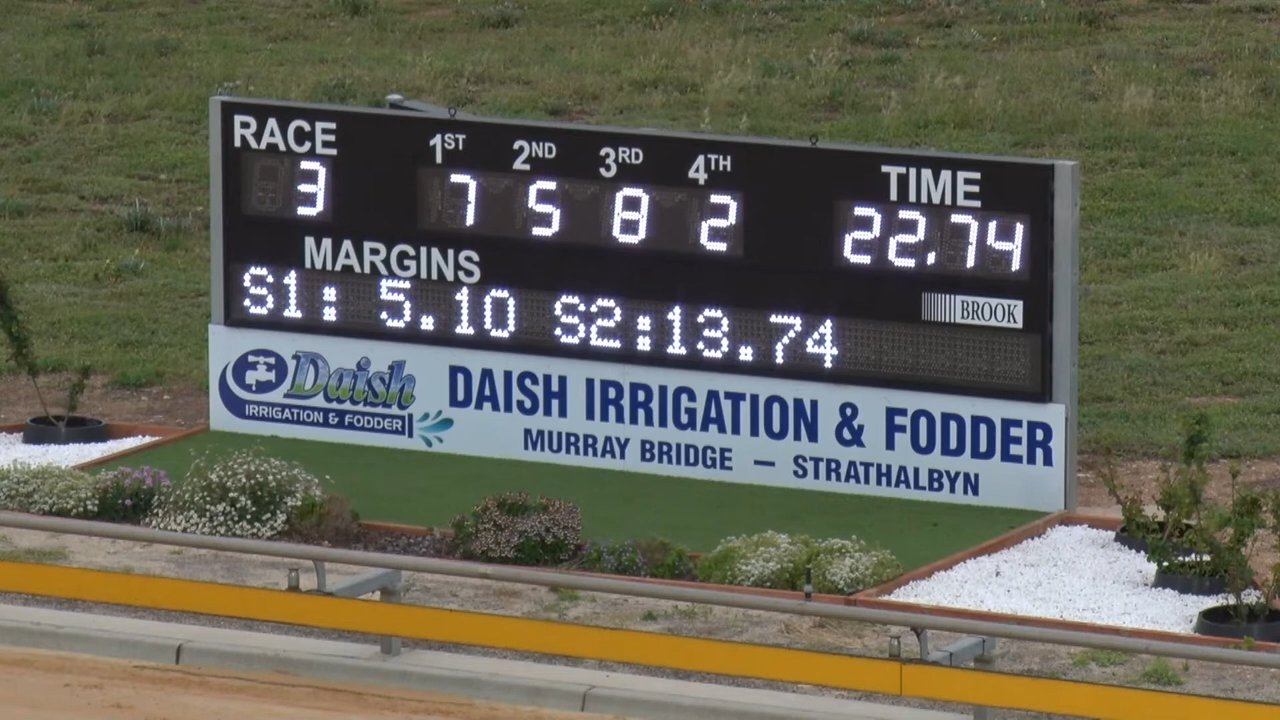 RACE 1ST 2ND 3RD 4TH TIME
3 7 5 8 2 22.74
MARGINS
S1: 5.10 S2:13.74
BROOK
Daish
IRRIGATION & FODDER
DAISH IRRIGATION & FODDER
MURRAY BRIDGE — STRATHALBYN